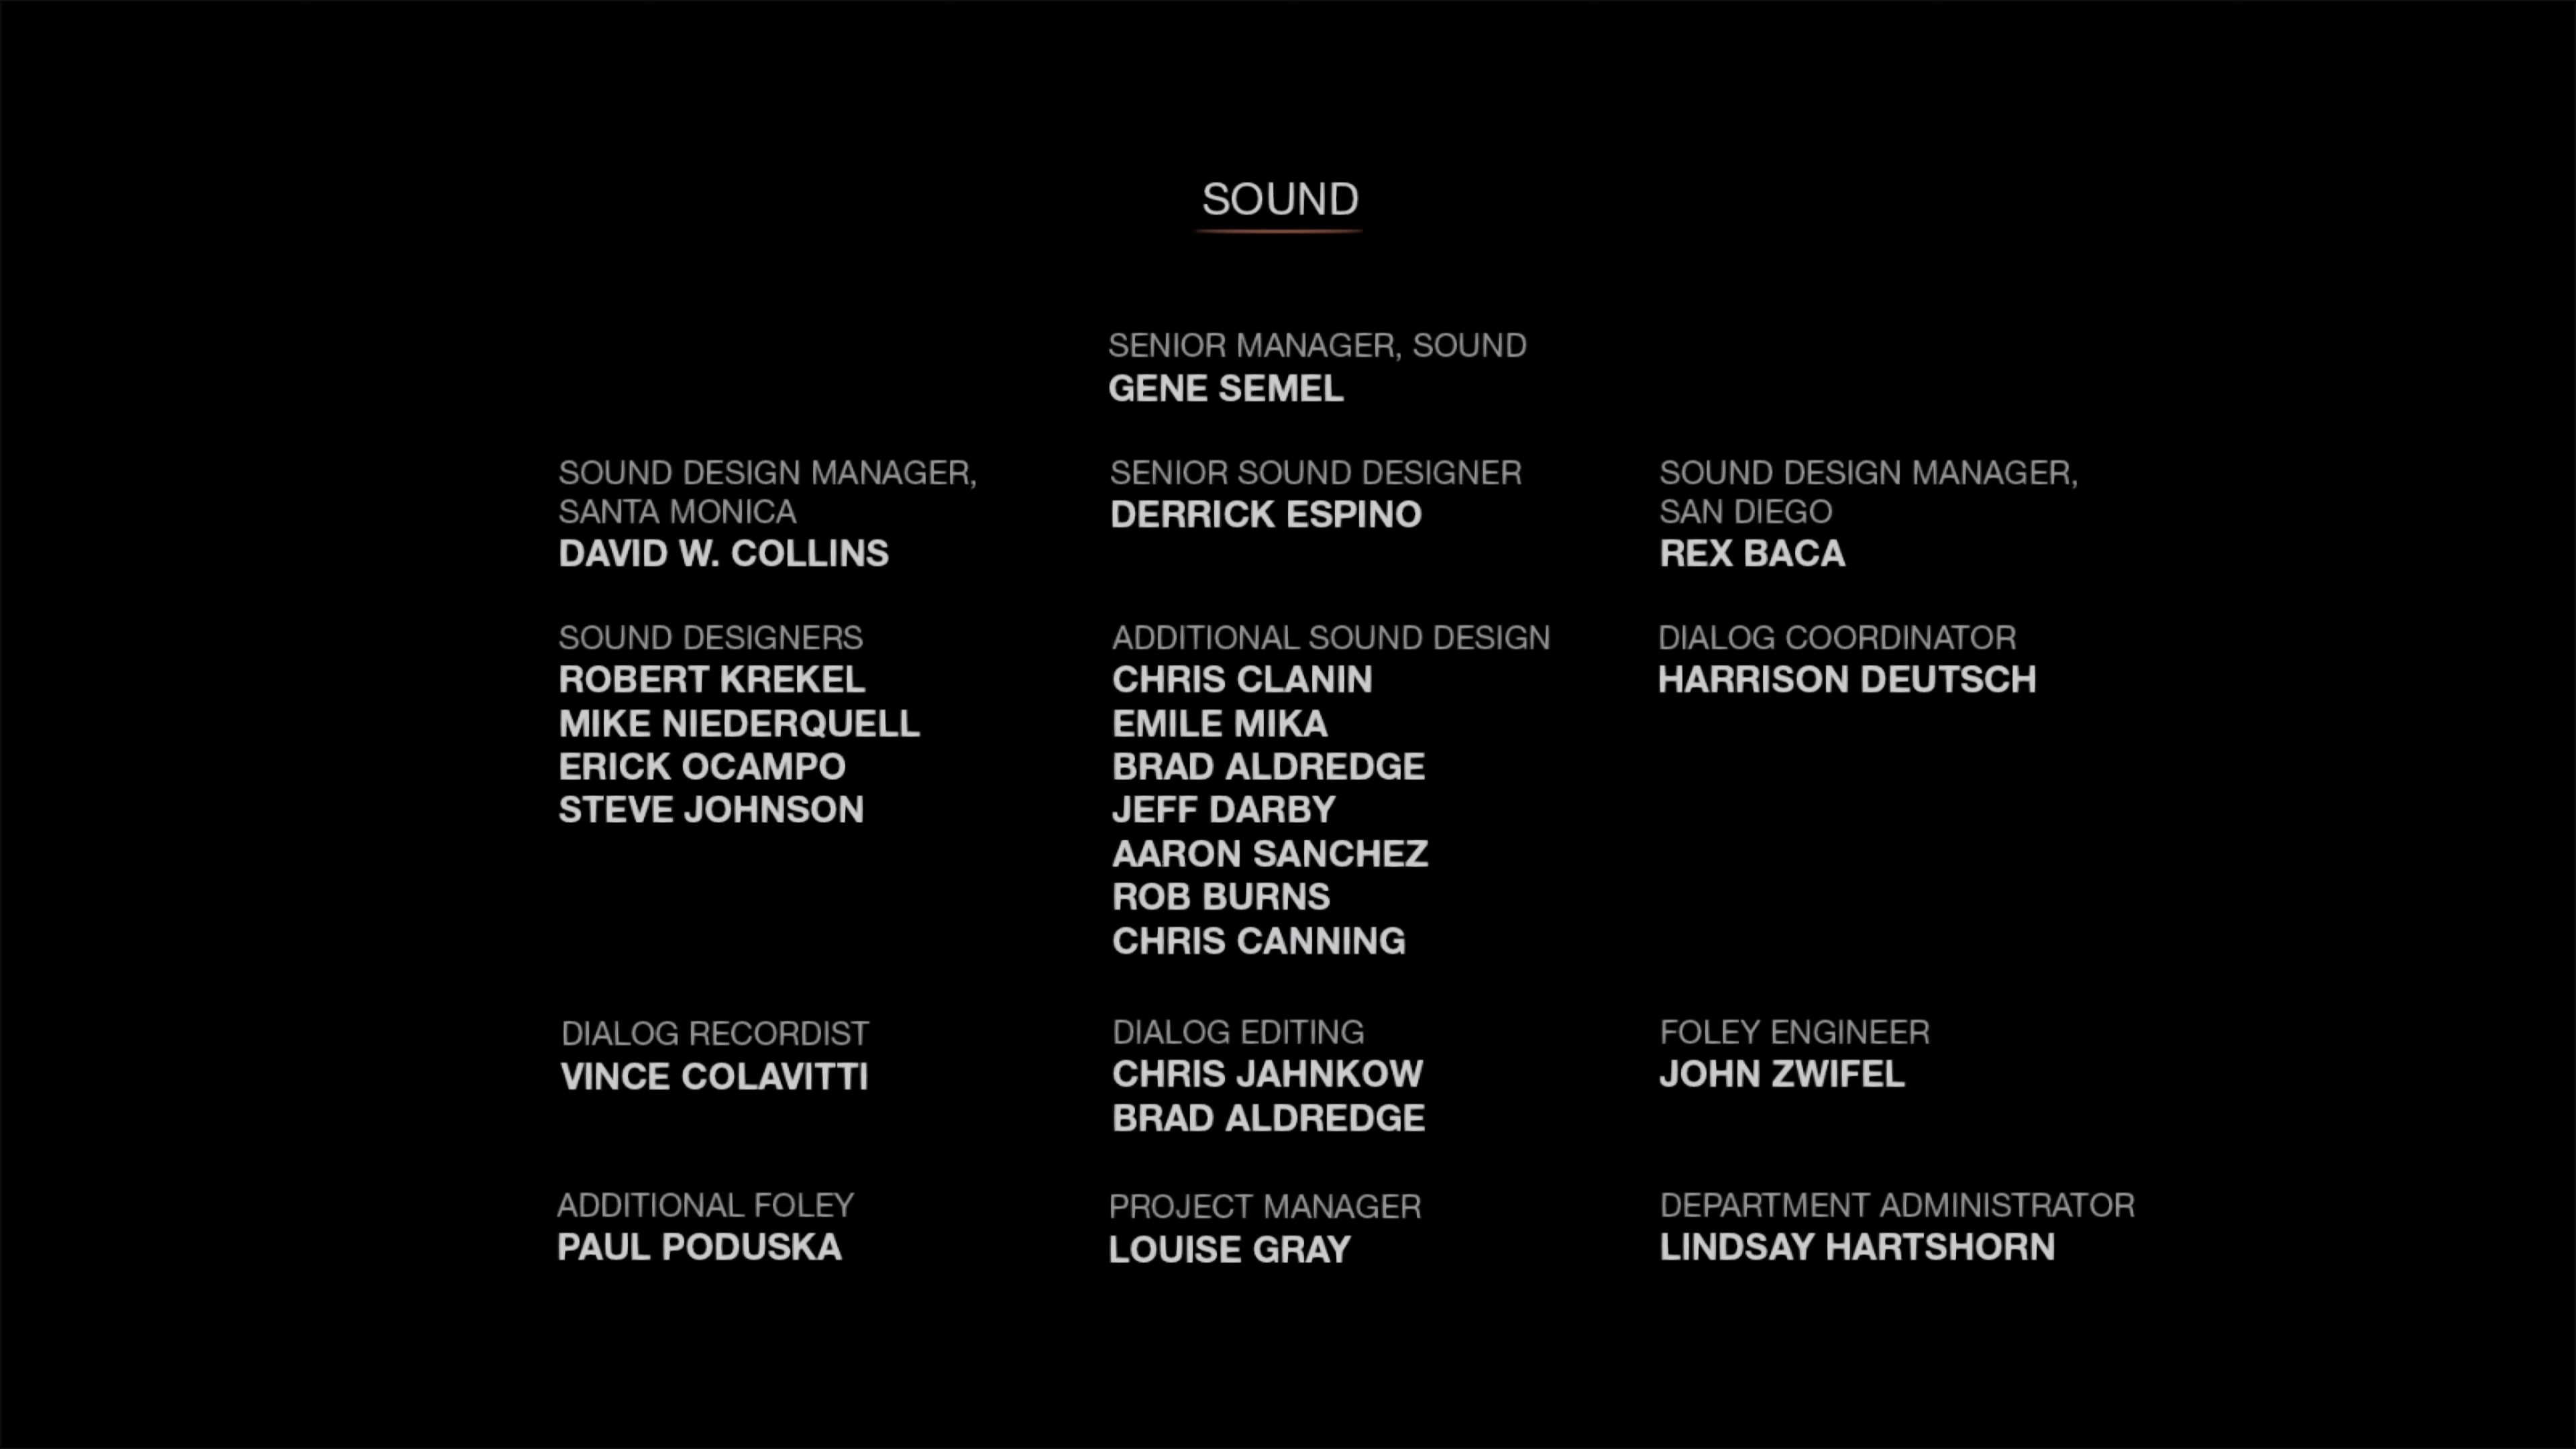 SOUND
SENIOR MANAGER, SOUND
GENE SEMEL
SOUND DESIGN MANAGER,
SANTA MONICA
DAVID W. COLLINS
SENIOR SOUND DESIGNER
DERRICK ESPINO
SOUND DESIGN MANAGER,
SAN DIEGO
REX BACA
SOUND DESIGNERS
ROBERT KREKEL
MIKE NIEDERQUELL
ERICK OCAMPO
STEVE JOHNSON
ADDITIONAL SOUND DESIGN
CHRIS CLANIN
EMILE MIKA
BRAD ALDREDGE
JEFF DARBY
AARON SANCHEZ
ROB BURNS
CHRIS CANNING
DIALOG COORDINATOR
HARRISON DEUTSCH
DIALOG RECORDIST
VINCE COLAVITTI
DIALOG EDITING
CHRIS JAHNKOW
BRAD ALDREDGE
FOLEY ENGINEER
JOHN ZWIFEL
ADDITIONAL FOLEY
PAUL PODUSKA
PROJECT MANAGER
LOUISE GRAY
DEPARTMENT ADMINISTRATOR
LINDSAY HARTSHORN